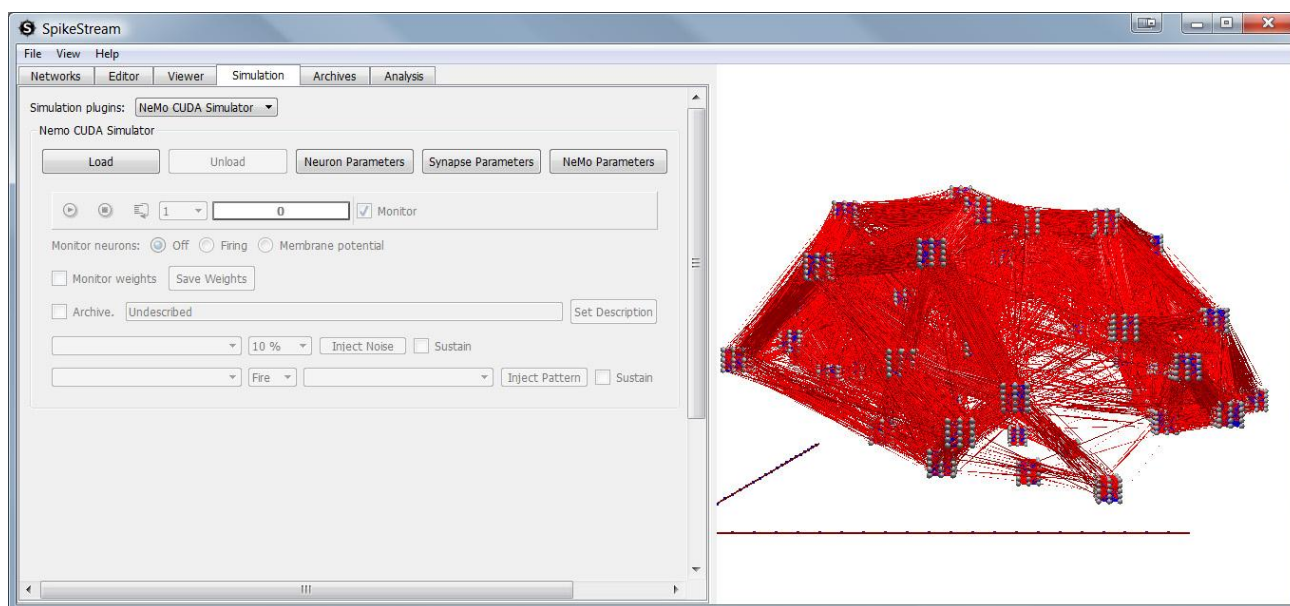 SpikeStream
File View Help
Networks Editor Viewer Simulation Archives Analysis
Simulation plugins: NeMo CUDA Simulator
Nemo CUDA Simulator
Load Unload Neuron Parameters Synapse Parameters NeMo Parameters
1 0 Monitor
Monitor neurons: Off Firing Membrane potential
Monitor weights Save Weights
Archive. Undescribed Set Description
10 % Inject Noise Sustain
Fire Inject Pattern Sustain